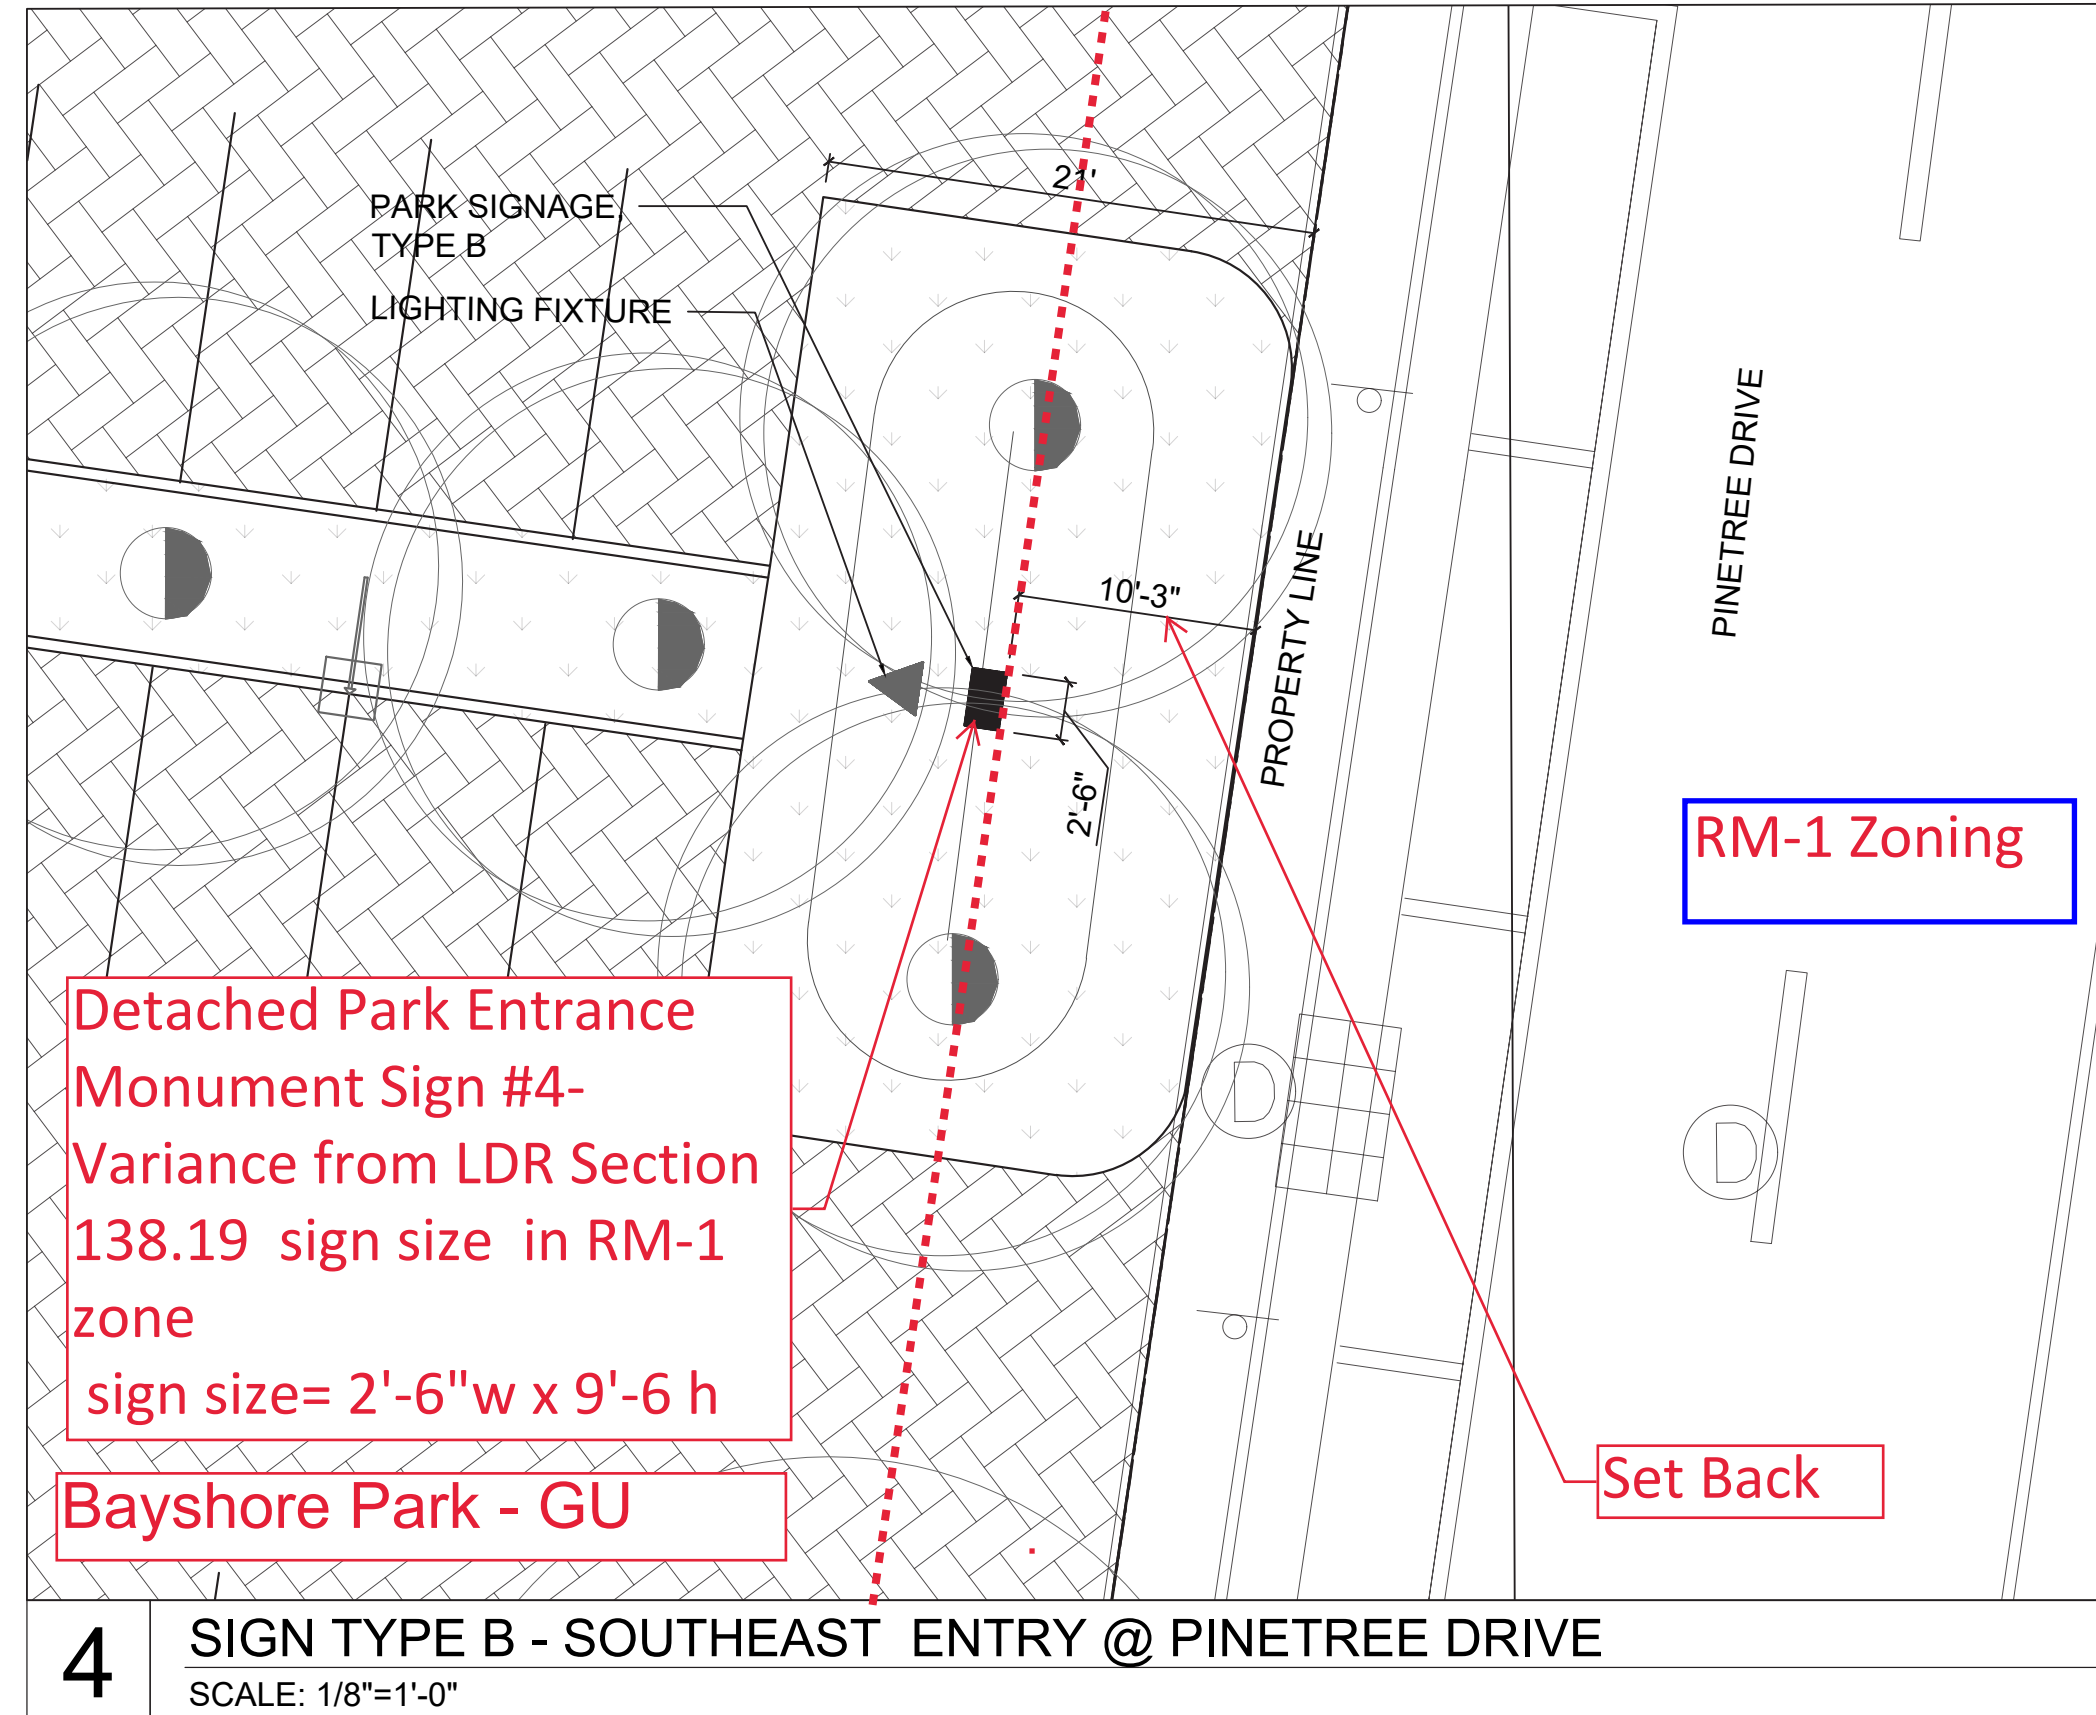 21'
PARK SIGNAGE,
TYPE B
LIGHTING FIXTURE
10'-3"
PROPERTY LINE
PINETREE DRIVE
2'-6"
RM-1 Zoning
Detached Park Entrance
Monument Sign #4-
Variance from LDR Section
138.19 sign size in RM-1
zone
sign size= 2'-6"w x 9'-6 h
D
D
Set Back
Bayshore Park - GU
4
SIGN TYPE B - SOUTHEAST ENTRY @ PINETREE DRIVE
SCALE: 1/8"=1'-0"